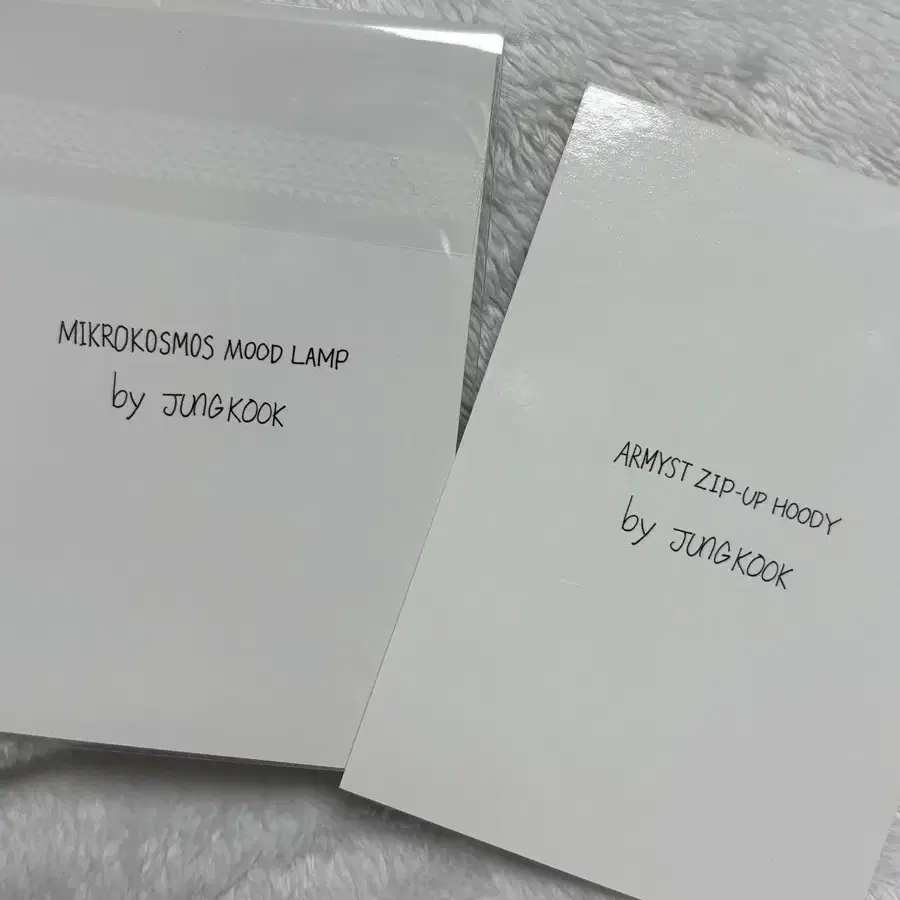 MIKROKOSMOS MOOD LAMP
by JUNGKOOK
ARMYST ZIP-UP HOODY
by JUNGKOOK